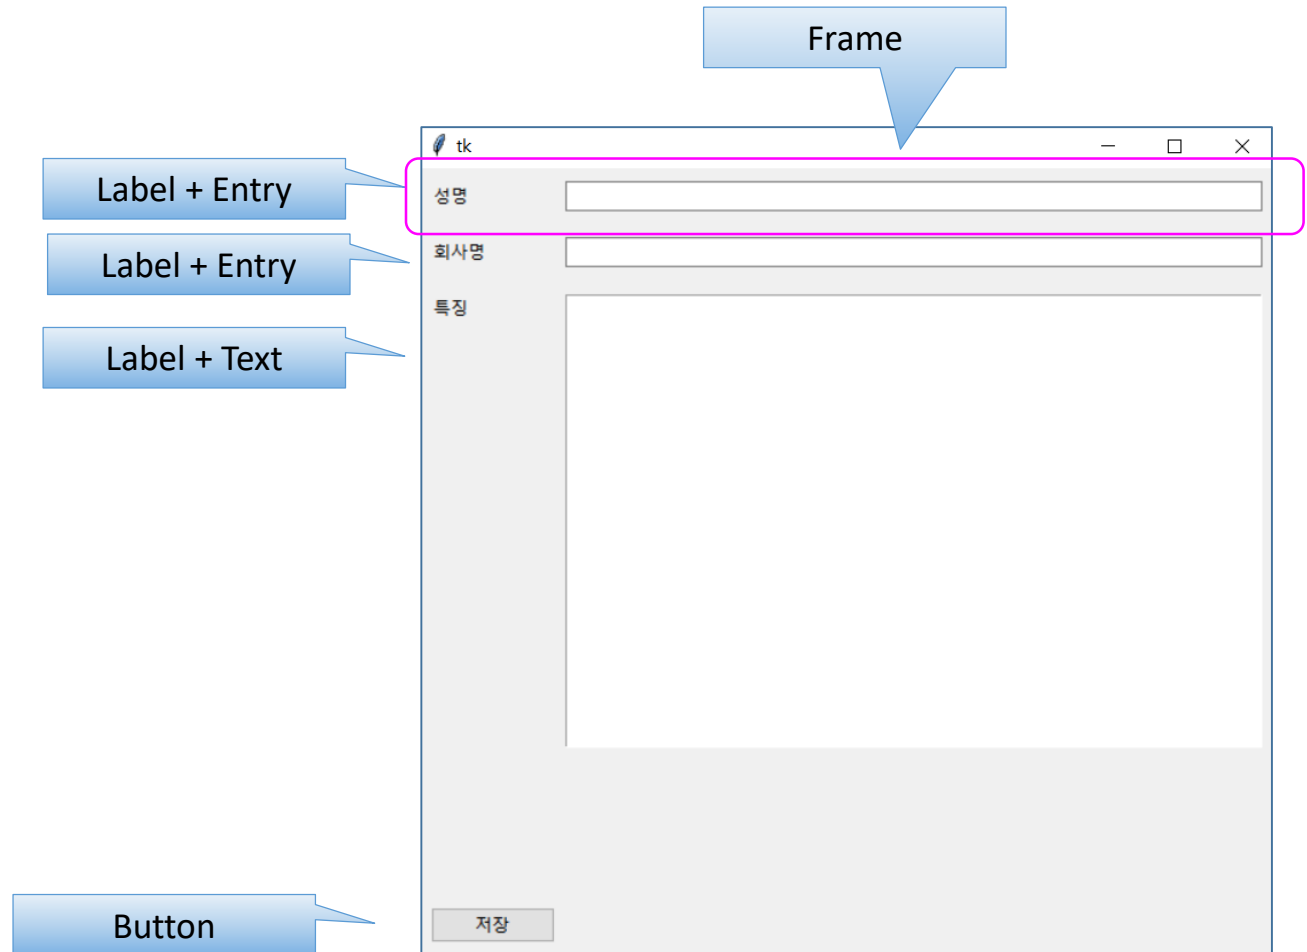 Frame
tk
Label + Entry
성명
Label + Entry
회사명
특징
Label + Text
저장
Button